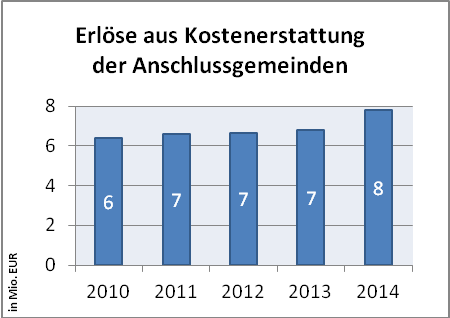 Erlöse aus Kostenerstattung
der Anschlussgemeinden
8
6
4
2
0
6
7
7
7
8
2010 2011 2012 2013 2014
in Mio. EUR